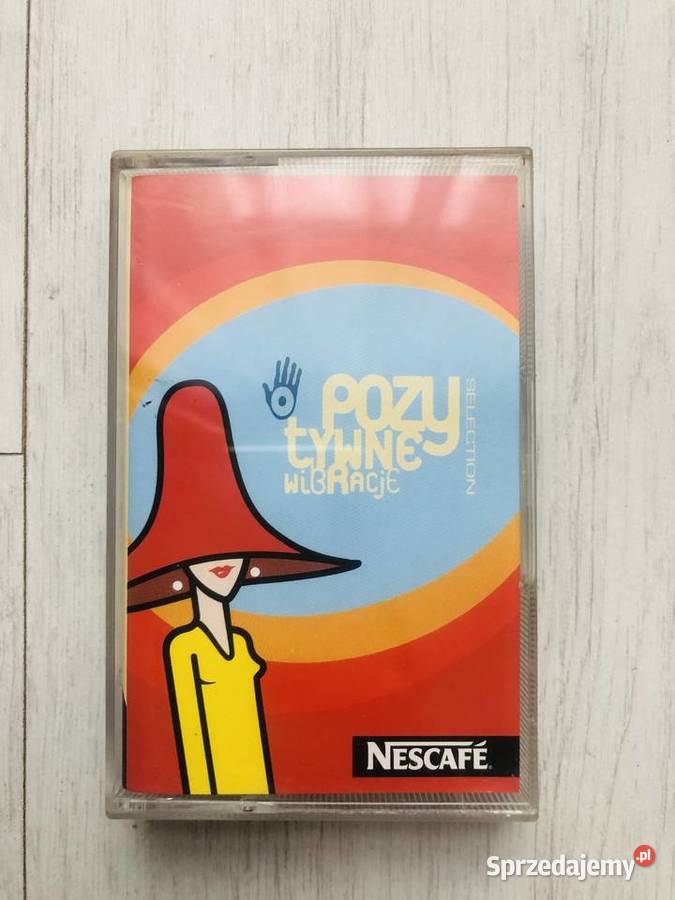 POZY
tYWNE
wiBRAcjE
SELECTION
NESCAFÉ
Sprzedajemy.pl